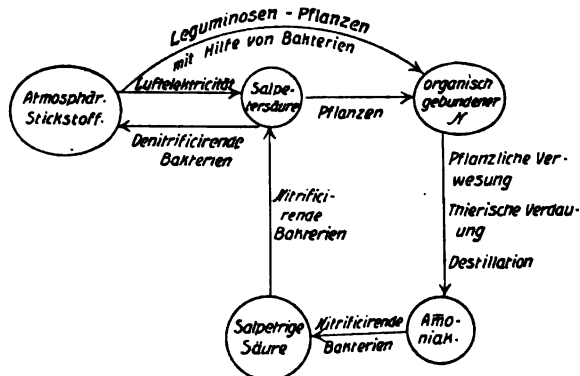 Leguminosen - Pflanzen
mit Hilfe von Bakterien
Atmosphär.
Stickstoff.
Luftelektricität
Salpe-
tersäure
Pflanzen
organisch
gebundener
N
Denitrificirende
Bakterien
Nitrifici-
rende
Bakterien
Pflanzliche Ver-
wesung
Thierische Verdau-
ung
Destillation
Salpetrige
Säure
Nitrificirende
Bakterien
Am̅o-
niak.